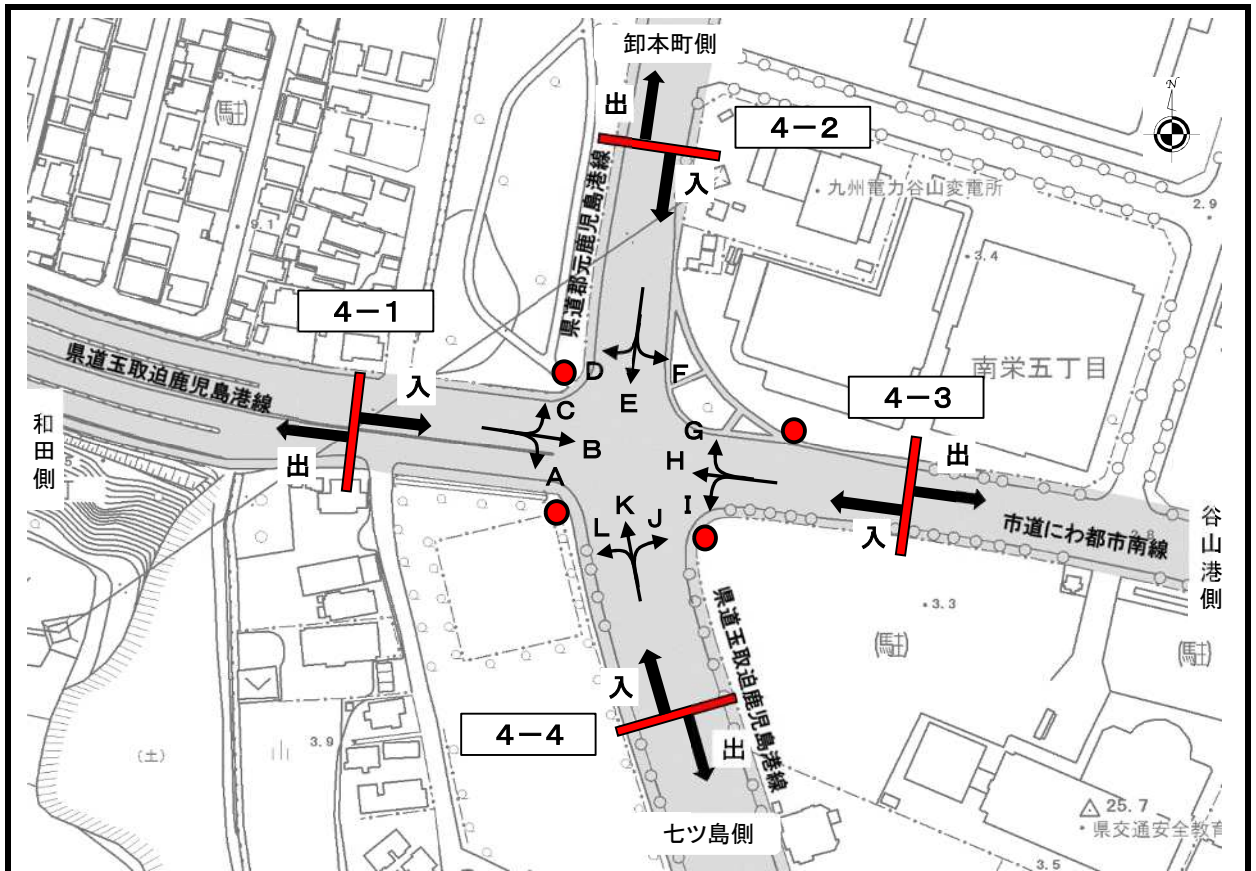 卸本町側
N
出
4－2
入
九州電力谷山変電所
2.9
9.1
3.4
県道郡元鹿児島港線
4－1
県道玉取迫鹿児島港線
入
D
F
南栄五丁目
4－3
C
E
和田側
出
B
G
H
出
A
K
I
L
J
入
市道にわ都市南線
谷山港側
3.3
県道玉取迫鹿児島港線
入
4－4
出
3.9
(土)
25.7
七ツ島側
県交通安全教育
3.5